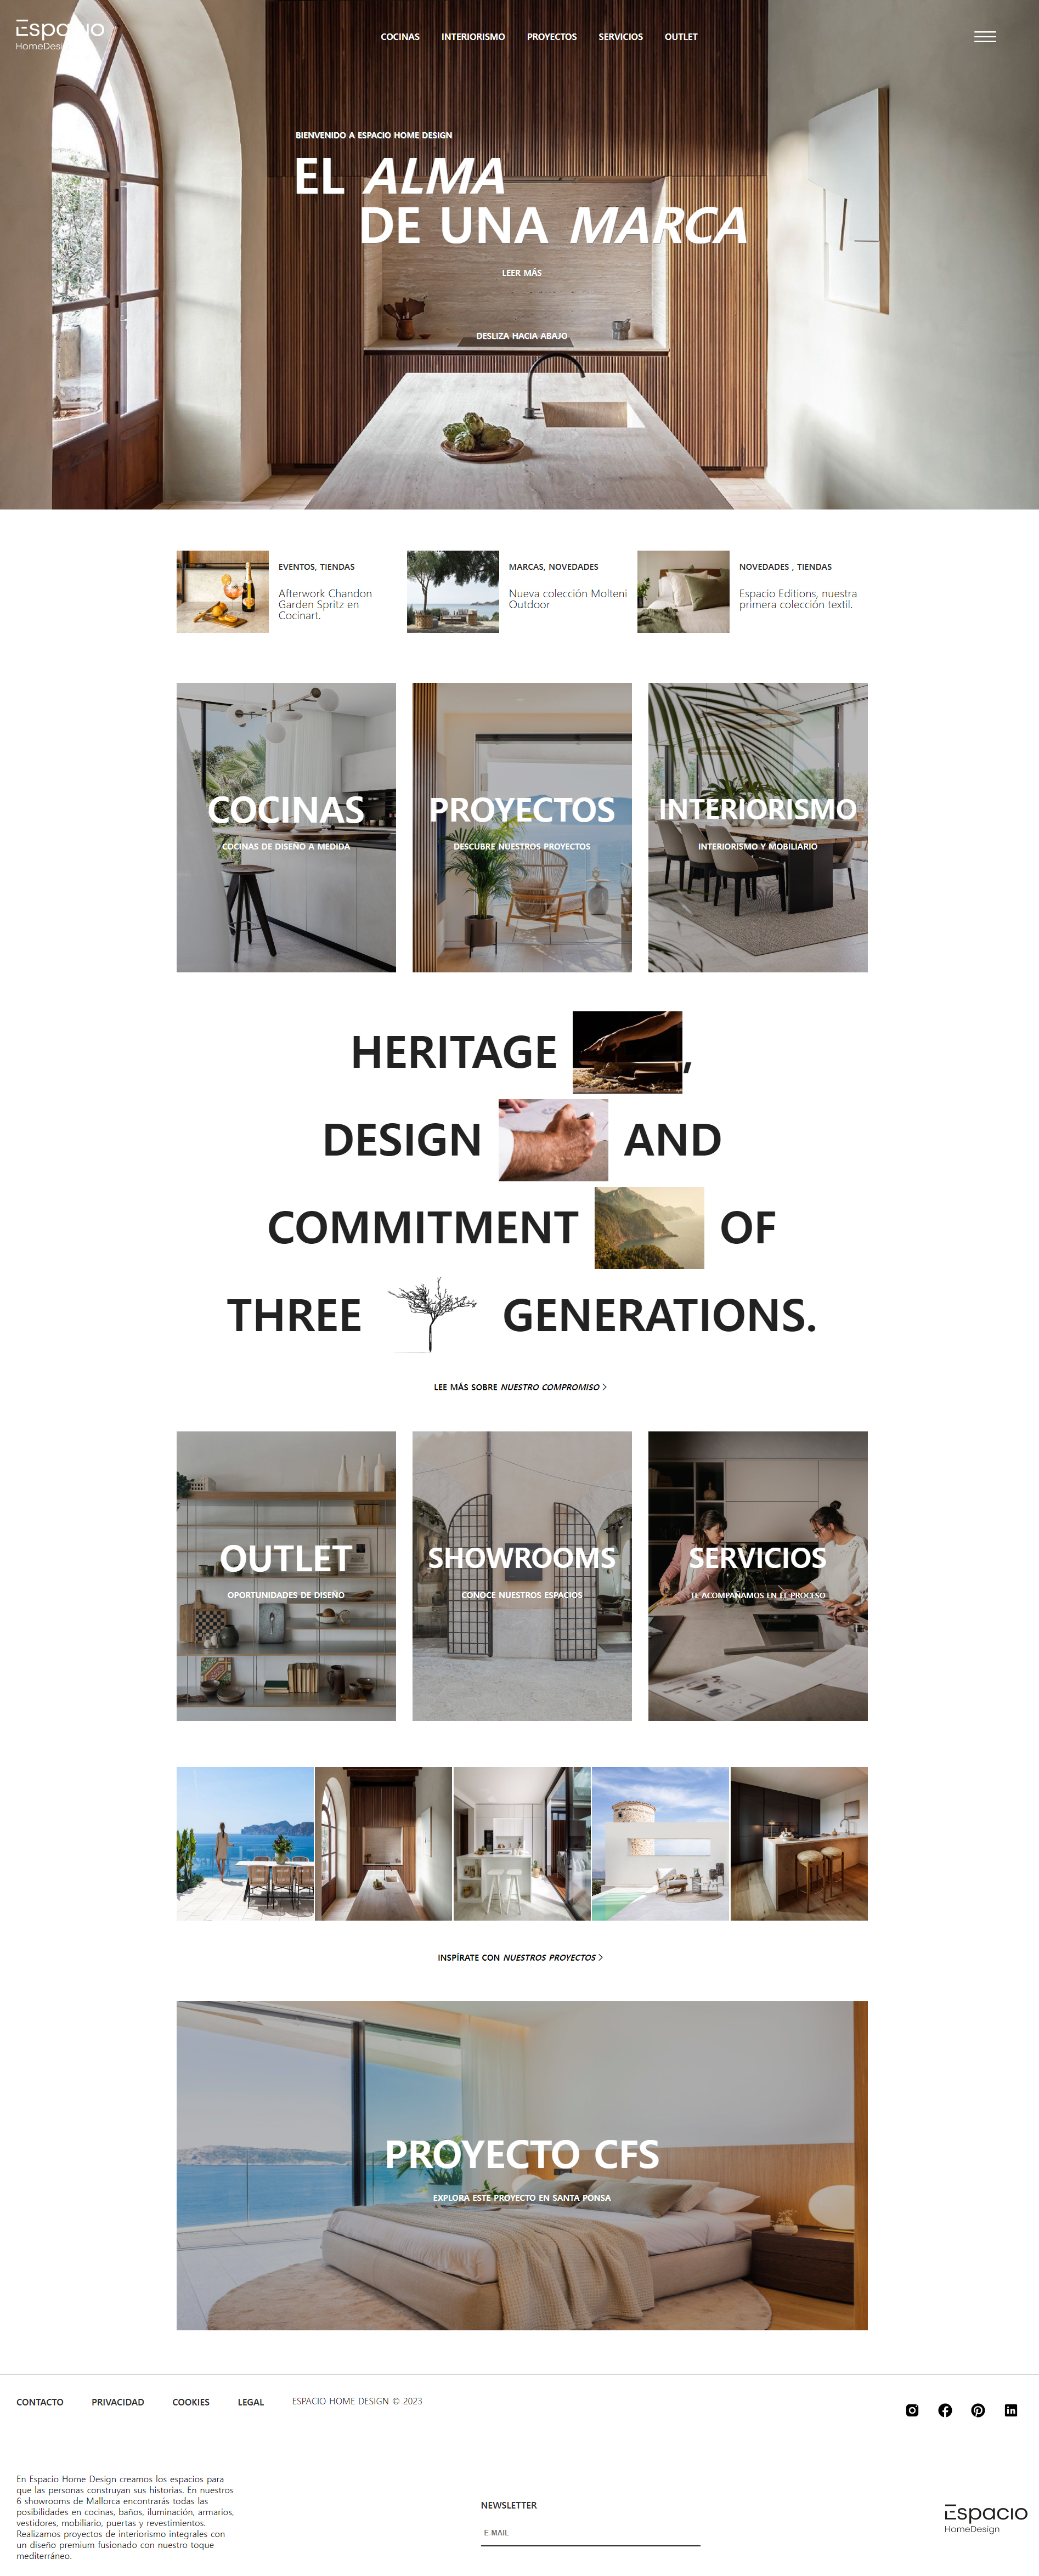 Espacio
HomeDesign
COCINAS INTERIORISMO PROYECTOS SERVICIOS OUTLET
BIENVENIDO A ESPACIO HOME DESIGN
EL ALMA
DE UNA MARCA
LEER MÁS
DESLIZA HACIA ABAJO
EVENTOS, TIENDAS
Afterwork Chandon
Garden Spritz en
Cocinart.
MARCAS, NOVEDADES
Nueva colección Molteni
Outdoor
NOVEDADES , TIENDAS
Espacio Editions, nuestra
primera colección textil.
COCINAS
COCINAS DE DISEÑO A MEDIDA
PROYECTOS
DESCUBRE NUESTROS PROYECTOS
INTERIORISMO
INTERIORISMO Y MOBILIARIO
HERITAGE ,
DESIGN AND
COMMITMENT OF
THREE GENERATIONS.
LEE MÁS SOBRE NUESTRO COMPROMISO >
OUTLET
OPORTUNIDADES DE DISEÑO
SHOWROOMS
CONOCE NUESTROS ESPACIOS
SERVICIOS
TE ACOMPAÑAMOS EN EL PROCESO
INSPÍRATE CON NUESTROS PROYECTOS >
PROYECTO CFS
EXPLORA ESTE PROYECTO EN SANTA PONSA
CONTACTO PRIVACIDAD COOKIES LEGAL ESPACIO HOME DESIGN © 2023
En Espacio Home Design creamos los espacios para
que las personas construyan sus historias. En nuestros
6 showrooms de Mallorca encontrarás todas las
posibilidades en cocinas, baños, iluminación, armarios,
vestidores, mobiliario, puertas y revestimientos.
Realizamos proyectos de interiorismo integrales con
un diseño premium fusionado con nuestro toque
mediterráneo.
NEWSLETTER
E-MAIL
Espacio
HomeDesign